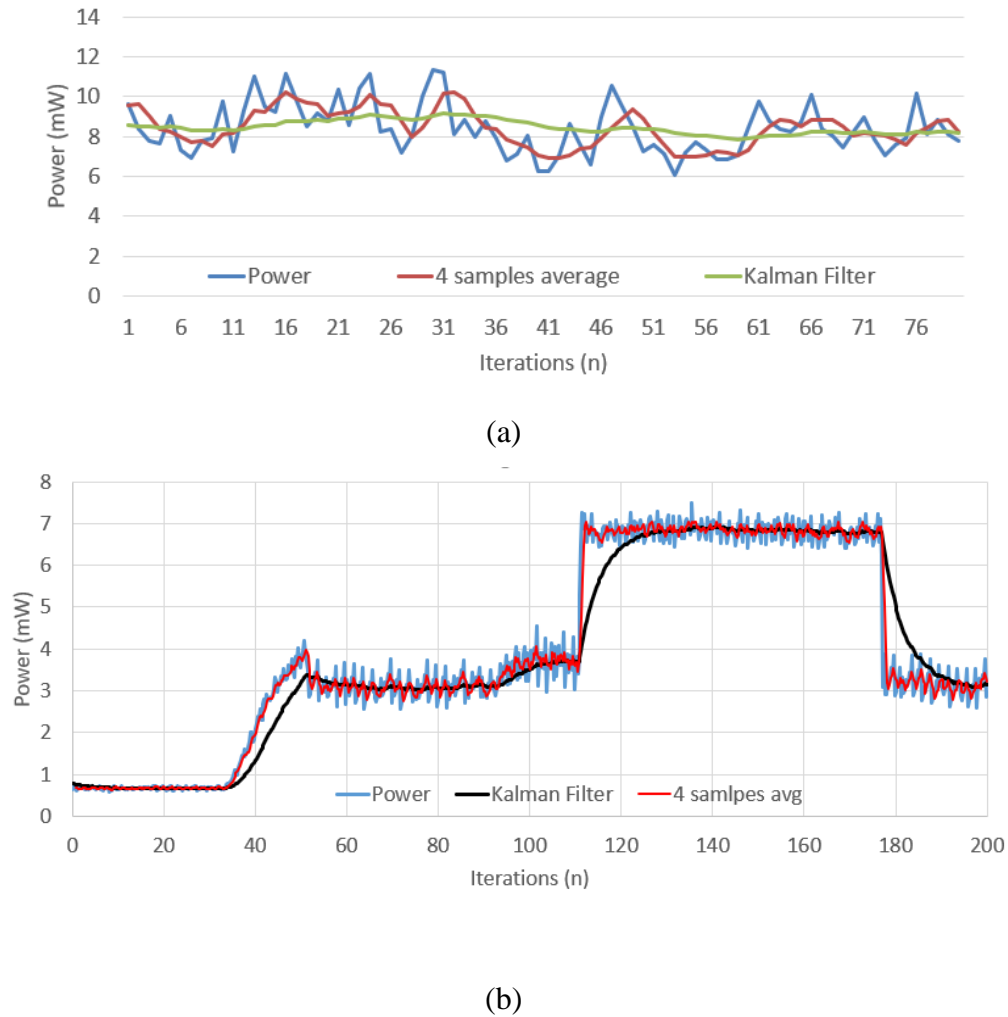 14
12
10
8
6
4
2
0
Power (mW)
Power 4 samples average Kalman Filter
1 6 11 16 21 26 31 36 41 46 51 56 61 66 71 76
Iterations (n)
(a)
8
7
6
5
4
3
2
1
0
Power (mW)
Power Kalman Filter 4 samlpes avg
0 20 40 60 80 100 120 140 160 180 200
Iterations (n)
(b)